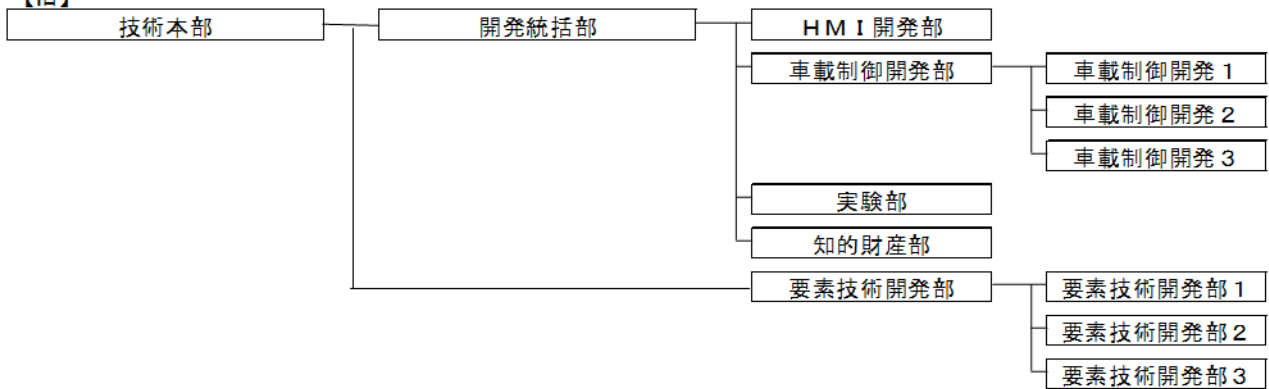 【旧】
技術本部
開発統括部
ＨＭＩ開発部
車載制御開発部
車載制御開発１
車載制御開発２
車載制御開発３
実験部
知的財産部
要素技術開発部
要素技術開発部１
要素技術開発部２
要素技術開発部３